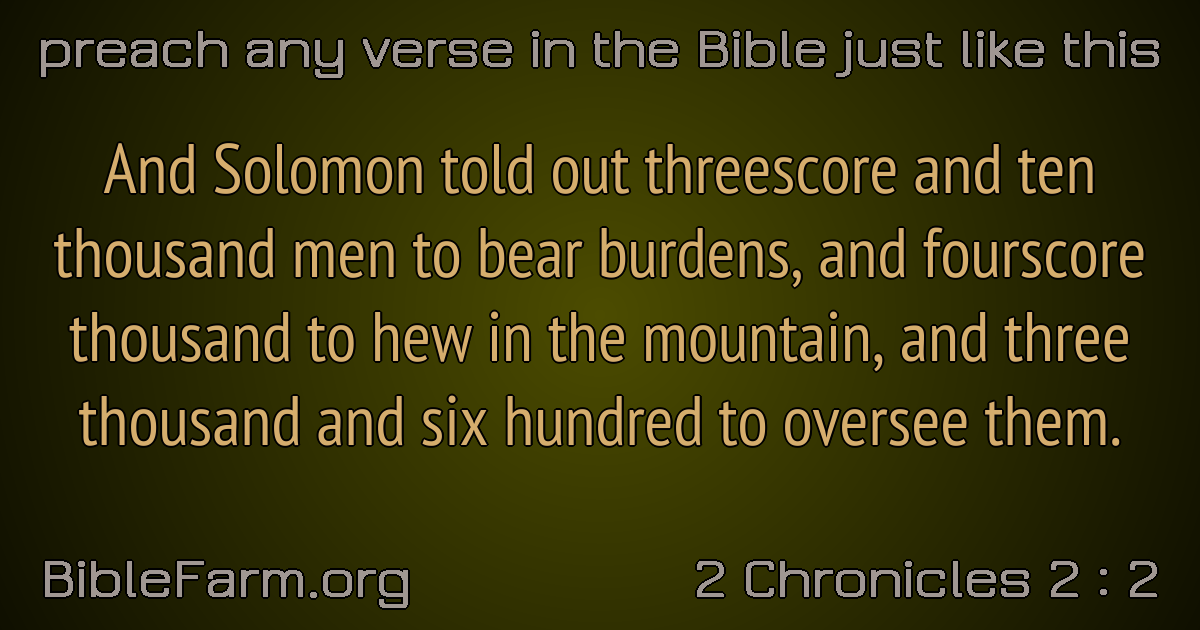 preach any verse in the Bible just like this
And Solomon told out threescore and ten
thousand men to bear burdens, and fourscore
thousand to hew in the mountain, and three
thousand and six hundred to oversee them.
BibleFarm.org
2 Chronicles 2 : 2